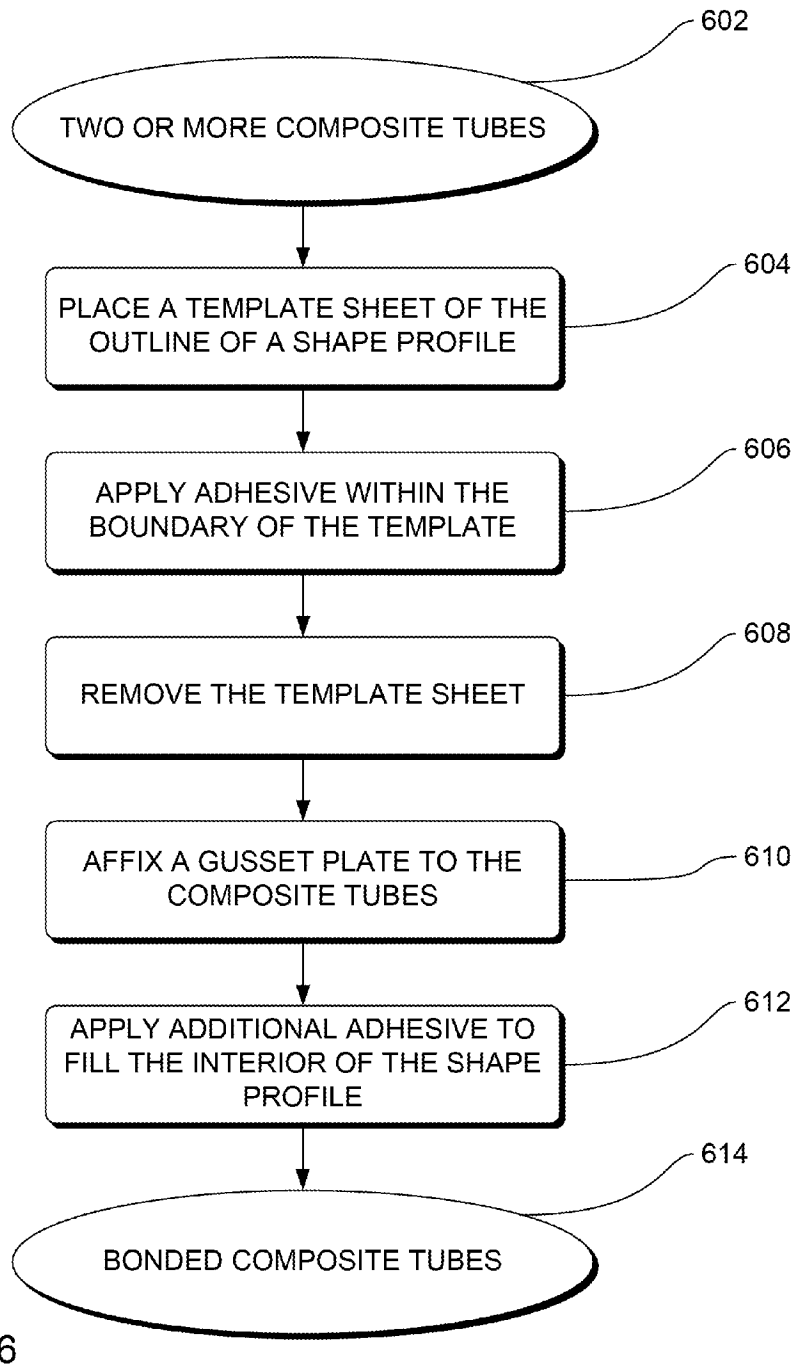 602
TWO OR MORE COMPOSITE TUBES
604
PLACE A TEMPLATE SHEET OF THE
OUTLINE OF A SHAPE PROFILE
606
APPLY ADHESIVE WITHIN THE
BOUNDARY OF THE TEMPLATE
608
REMOVE THE TEMPLATE SHEET
610
AFFIX A GUSSET PLATE TO THE
COMPOSITE TUBES
612
APPLY ADDITIONAL ADHESIVE TO
FILL THE INTERIOR OF THE SHAPE
PROFILE
614
BONDED COMPOSITE TUBES
6